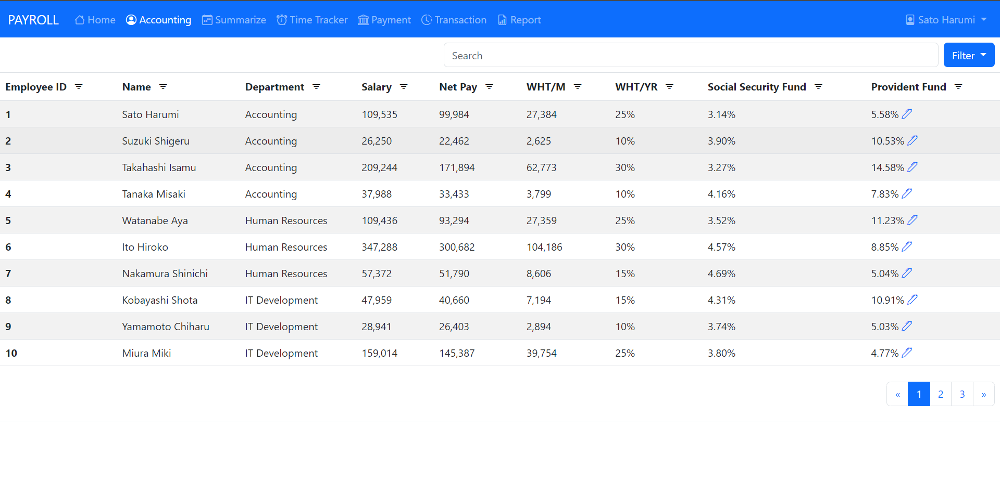 PAYROLL Home Accounting Summarize Time Tracker Payment Transaction Report Sato Harumi
Search Filter
Employee ID Name Department Salary Net Pay WHT/M WHT/YR Social Security Fund Provident Fund
1 Sato Harumi Accounting 109,535 99,984 27,384 25% 3.14% 5.58%
2 Suzuki Shigeru Accounting 26,250 22,462 2,625 10% 3.90% 10.53%
3 Takahashi Isamu Accounting 209,244 171,894 62,773 30% 3.27% 14.58%
4 Tanaka Misaki Accounting 37,988 33,433 3,799 10% 4.16% 7.83%
5 Watanabe Aya Human Resources 109,436 93,294 27,359 25% 3.52% 11.23%
6 Ito Hiroko Human Resources 347,288 300,682 104,186 30% 4.57% 8.85%
7 Nakamura Shinichi Human Resources 57,372 51,790 8,606 15% 4.69% 5.04%
8 Kobayashi Shota IT Development 47,959 40,660 7,194 15% 4.31% 10.91%
9 Yamamoto Chiharu IT Development 28,941 26,403 2,894 10% 3.74% 5.03%
10 Miura Miki IT Development 159,014 145,387 39,754 25% 3.80% 4.77%
« 1 2 3 »